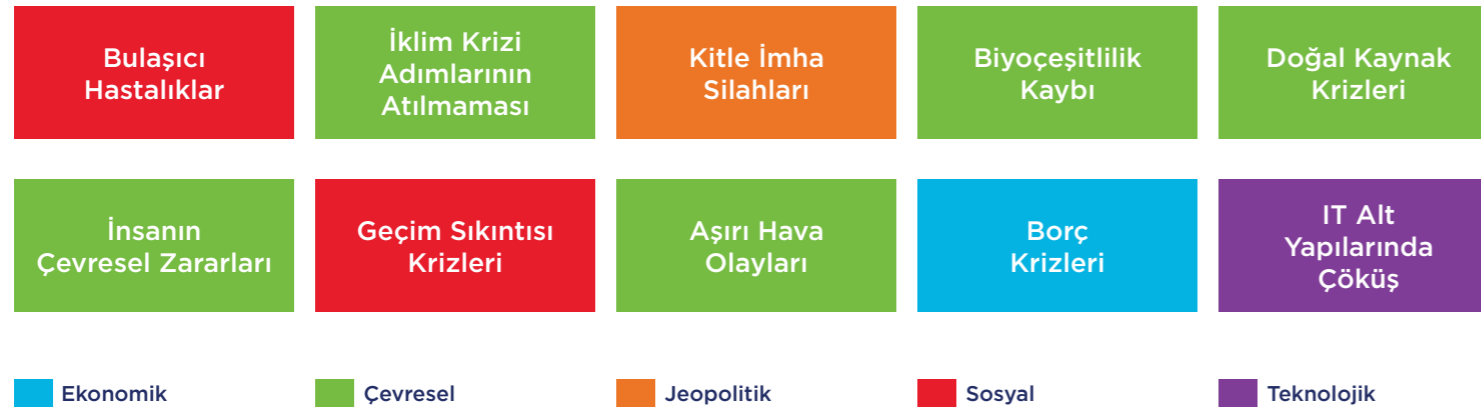 Bulaşıcı
Hastalıklar
İklim Krizi
Adımlarının
Atılmaması
Kitle İmha
Silahları
Biyoçeşitlilik
Kaybı
Doğal Kaynak
Krizleri
İnsanın
Çevresel Zararları
Geçim Sıkıntısı
Krizleri
Aşırı Hava
Olayları
Borç
Krizleri
IT Alt
Yapılarında
Çöküş
Ekonomik
Çevresel
Jeopolitik
Sosyal
Teknolojik